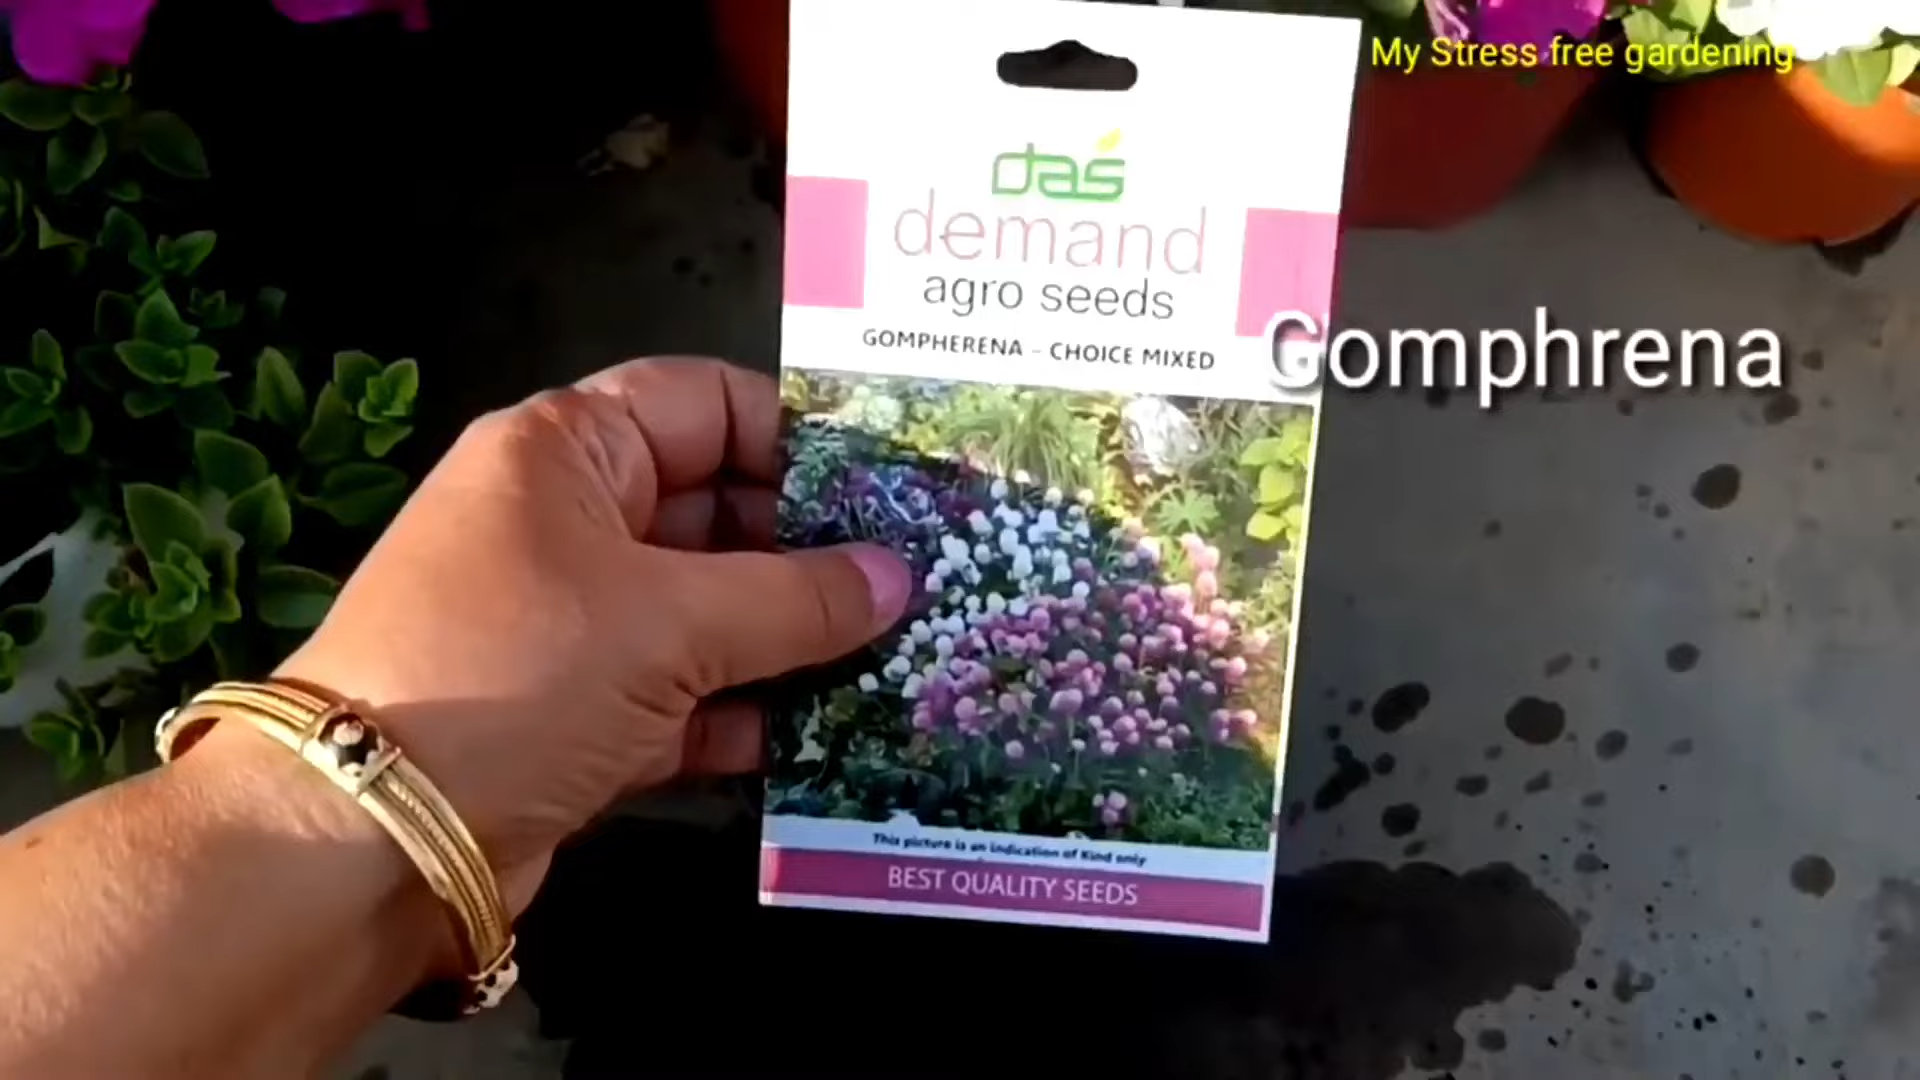 My Stress free gardening
das
demand
agro seeds
GOMPHERENA - CHOICE MIXED
Gomphrena
This picture is an indication of Kind only
BEST QUALITY SEEDS